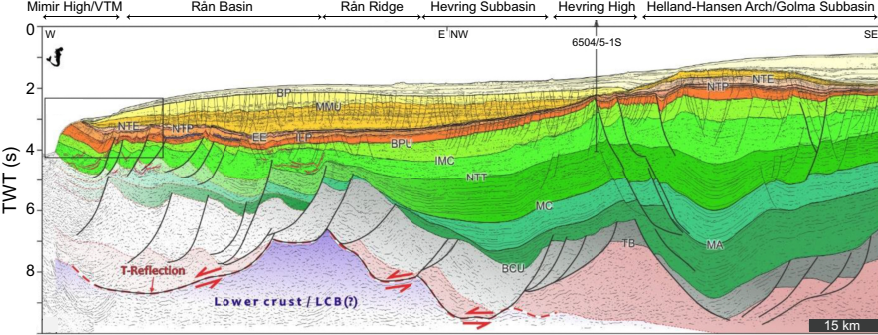 Mimir High/VTM Rån Basin Rån Ridge Hevring Subbasin Hevring High Helland-Hansen Arch/Golma Subbasin
0 W E NW SE
6504/5-1S
2 BP NTE
NTP
MMU
NTE NTP EE EP
4 BPU
IMC
NTT
6 MC
TB MA
8 T-Reflection BCU
Lower crust / LCB(?)
TWT (s)
15 km